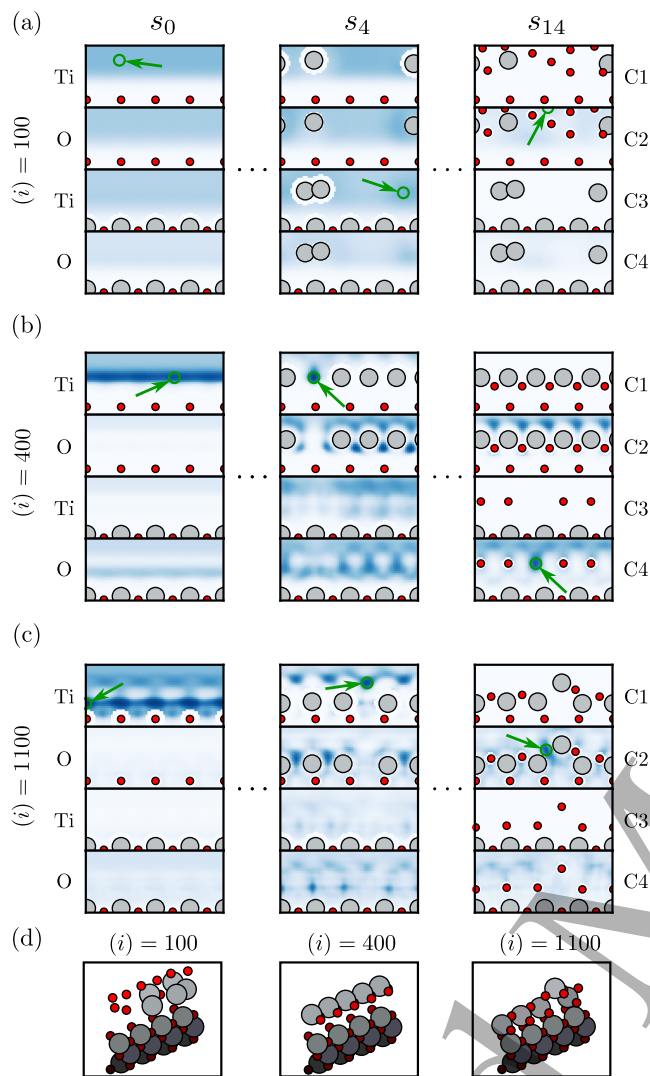 (a) s₀ s₄ s₁₄
(i) = 100
Ti C1
O C2
. . . . . .
Ti C3
O C4
(b)
(i) = 400
Ti C1
O C2
. . . . . .
Ti C3
O C4
(c)
(i) = 1100
Ti C1
O C2
. . . . . .
Ti C3
O C4
(d) (i) = 100 (i) = 400 (i) = 1100
M